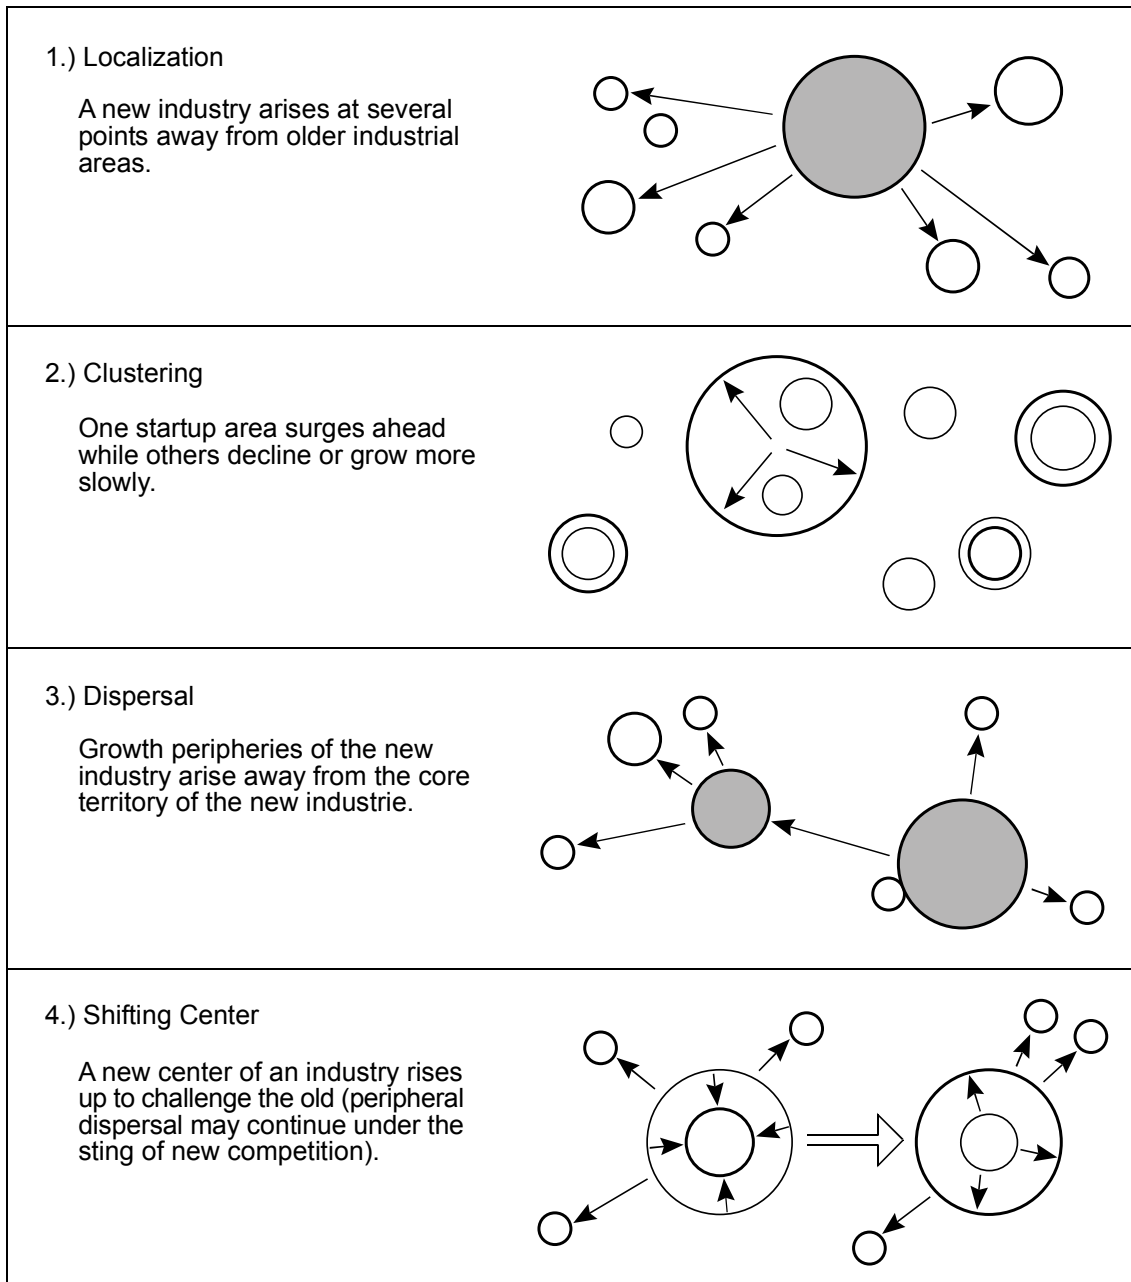 1.) Localization
A new industry arises at several
points away from older industrial
areas.
2.) Clustering
One startup area surges ahead
while others decline or grow more
slowly.
3.) Dispersal
Growth peripheries of the new
industry arise away from the core
territory of the new industrie.
4.) Shifting Center
A new center of an industry rises
up to challenge the old (peripheral
dispersal may continue under the
sting of new competition).